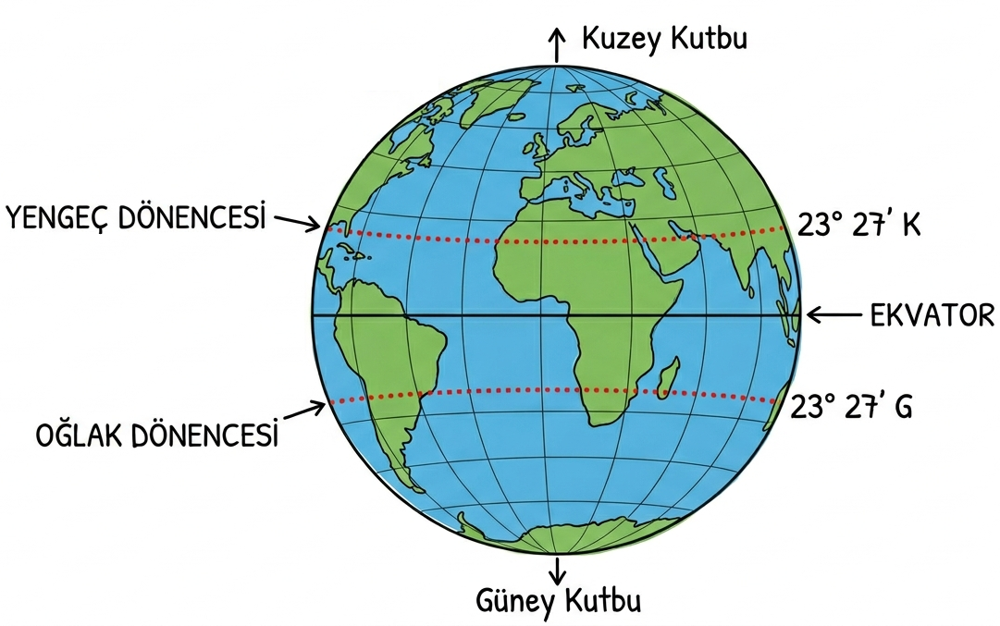 Kuzey Kutbu
YENGEÇ DÖNENCESİ
23° 27' K
EKVATOR
23° 27' G
OĞLAK DÖNENCESİ
Güney Kutbu